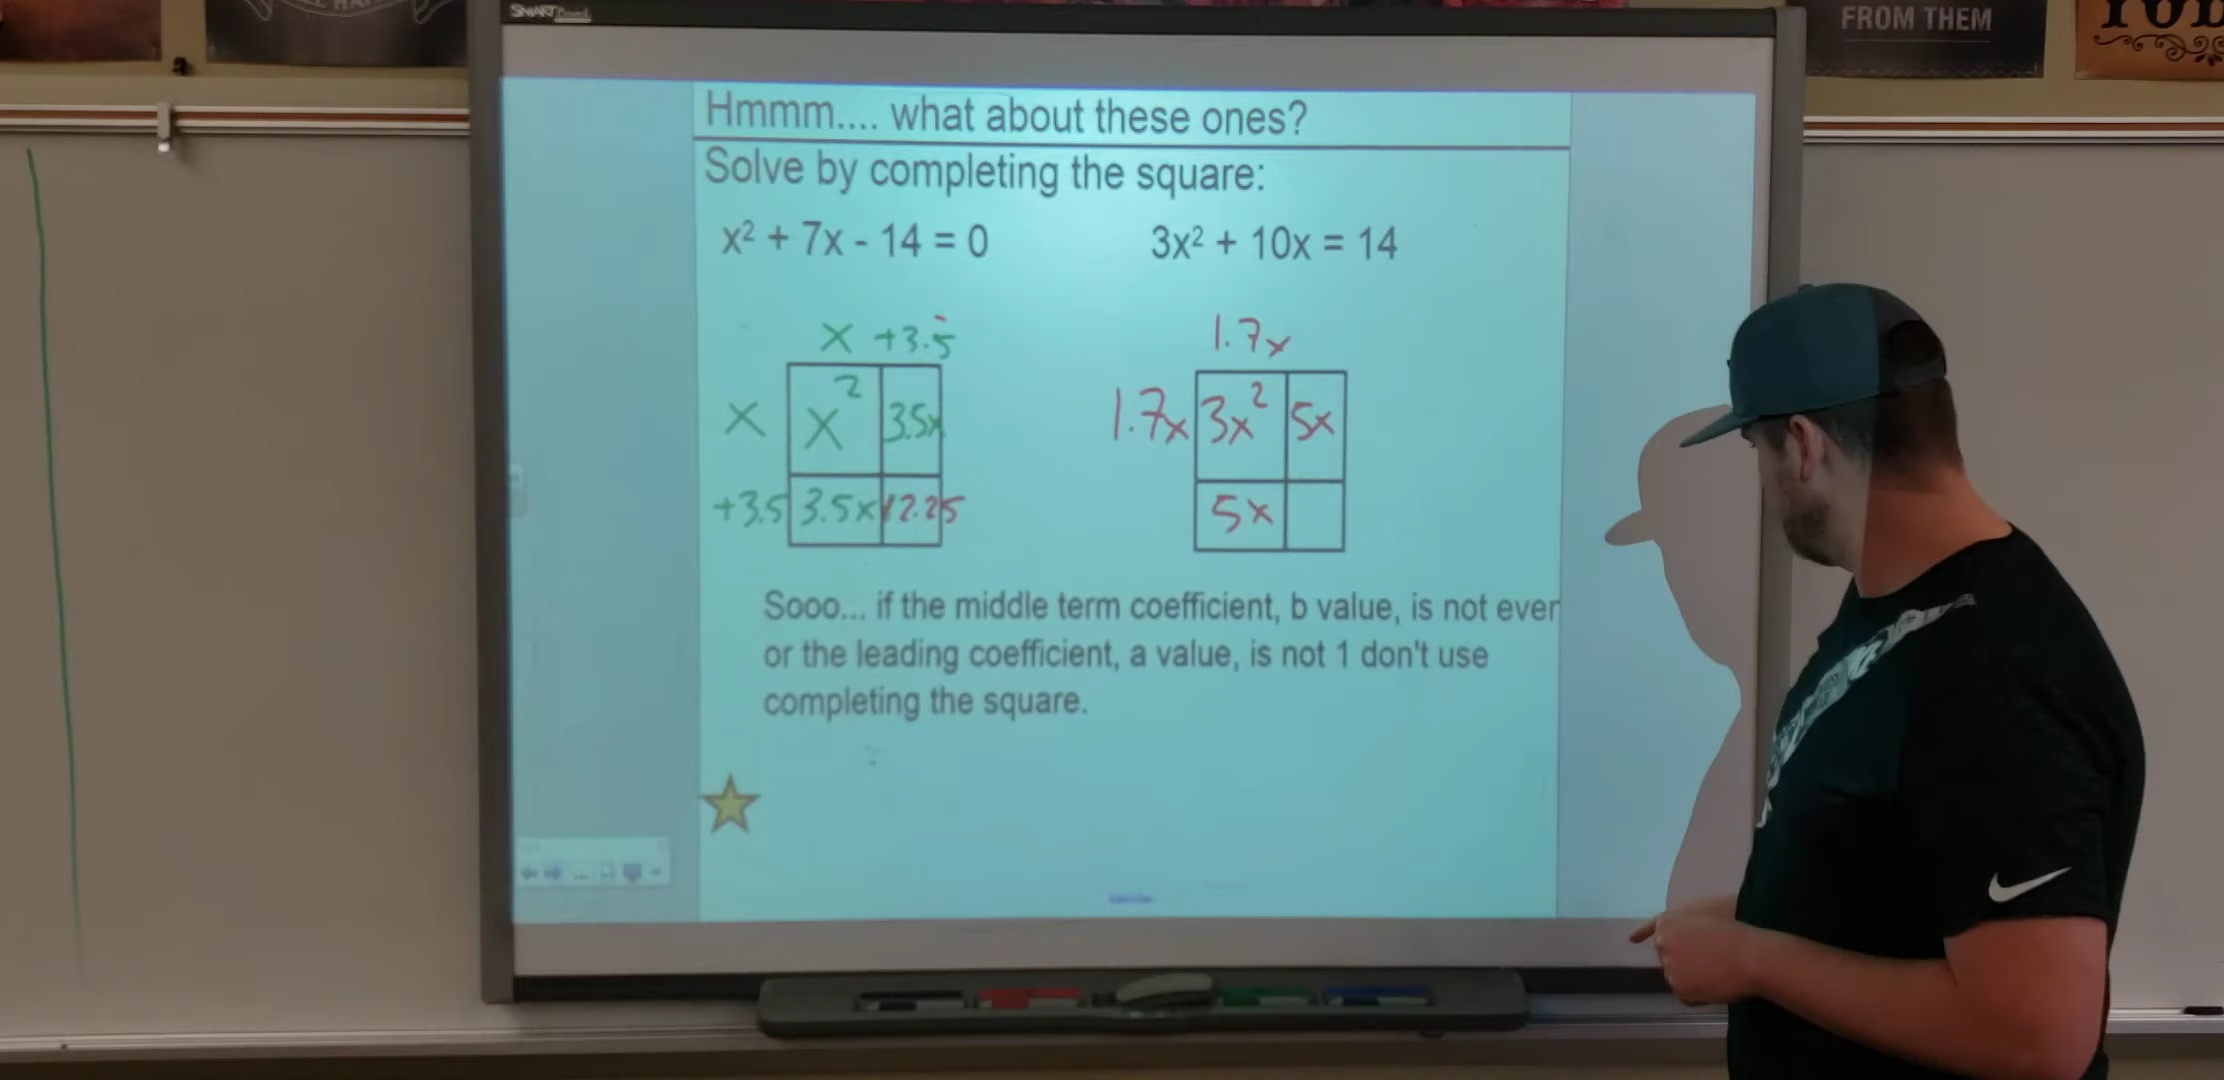 SMART Board
FROM THEM
Hmmm.... what about these ones?
Solve by completing the square:
x² + 7x - 14 = 0
3x² + 10x = 14
x +3.5
x x² 3.5x
+3.5 3.5x 12.25
1.7x
1.7x 3x² 5x
5x
Sooo... if the middle term coefficient, b value, is not ever
or the leading coefficient, a value, is not 1 don't use
completing the square.